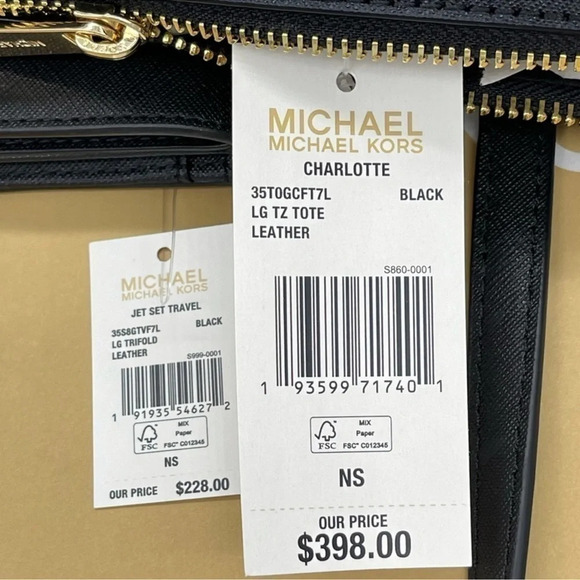 MICHAEL
MICHAEL KORS
CHARLOTTE
35T0GCFT7L BLACK
LG TZ TOTE
LEATHER
S860-0001
1 93599 71740 1
FSC
MIX
Paper
FSC® C012345
NS
OUR PRICE
$398.00
MICHAEL
MICHAEL KORS
JET SET TRAVEL
35S8GTVF7L BLACK
LG TRIFOLD
LEATHER
S999-0001
1 91935 54627 2
FSC
MIX
Paper
FSC® C012345
NS
OUR PRICE $228.00